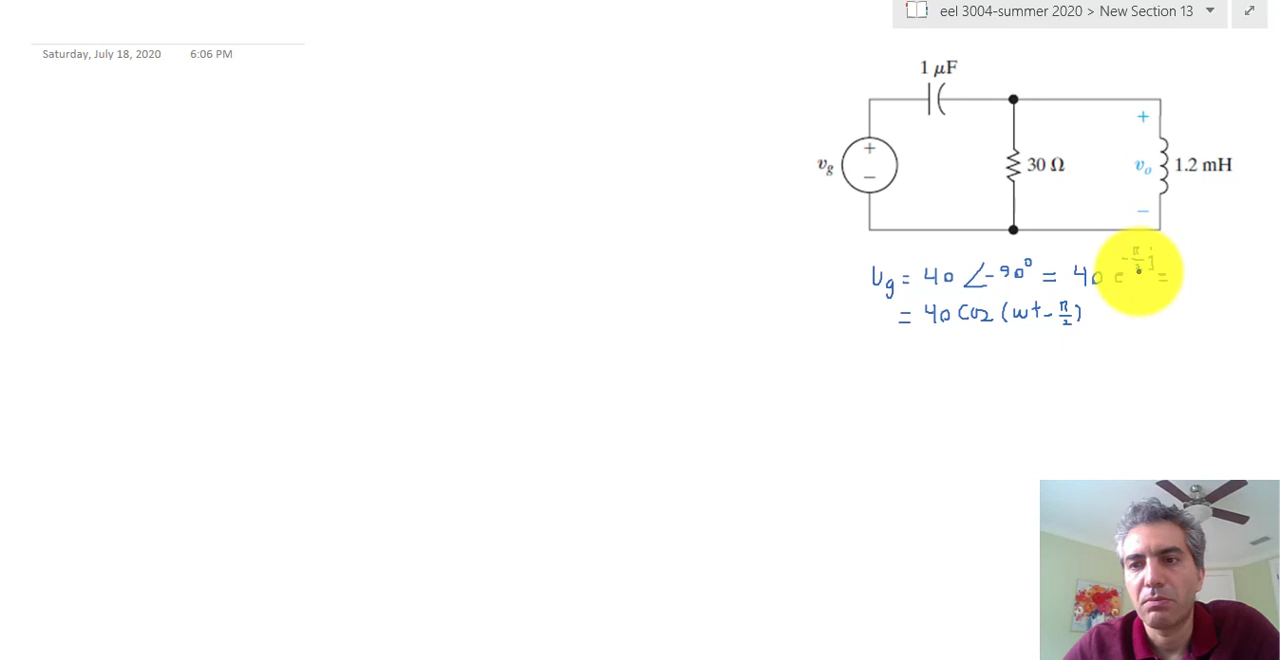 eel 3004-summer 2020 > New Section 13
Saturday, July 18, 2020 6:06 PM
1 μF
+
+
vg
30 Ω
vo
1.2 mH
−
−
Vg = 40 ∠-90° = 40 e^-π/2 j =
= 40 cos (ωt - π/2)